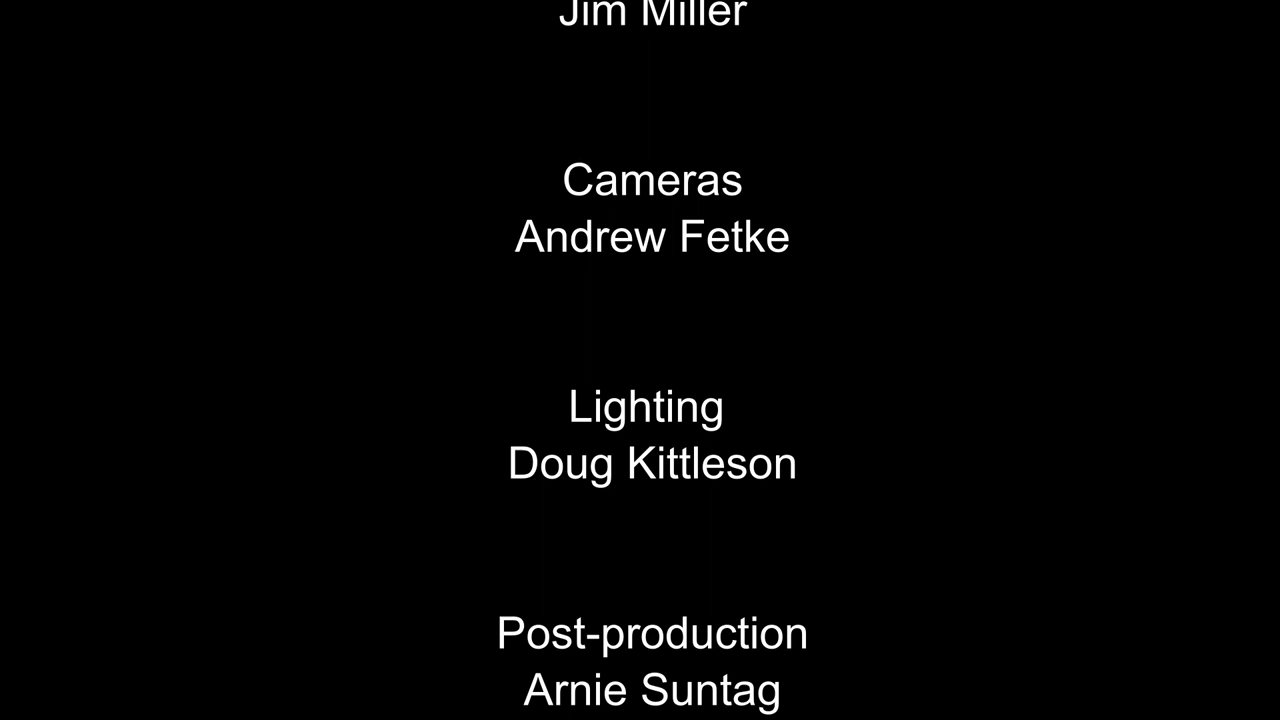 Jim Miller
Cameras
Andrew Fetke
Lighting
Doug Kittleson
Post-production
Arnie Suntag